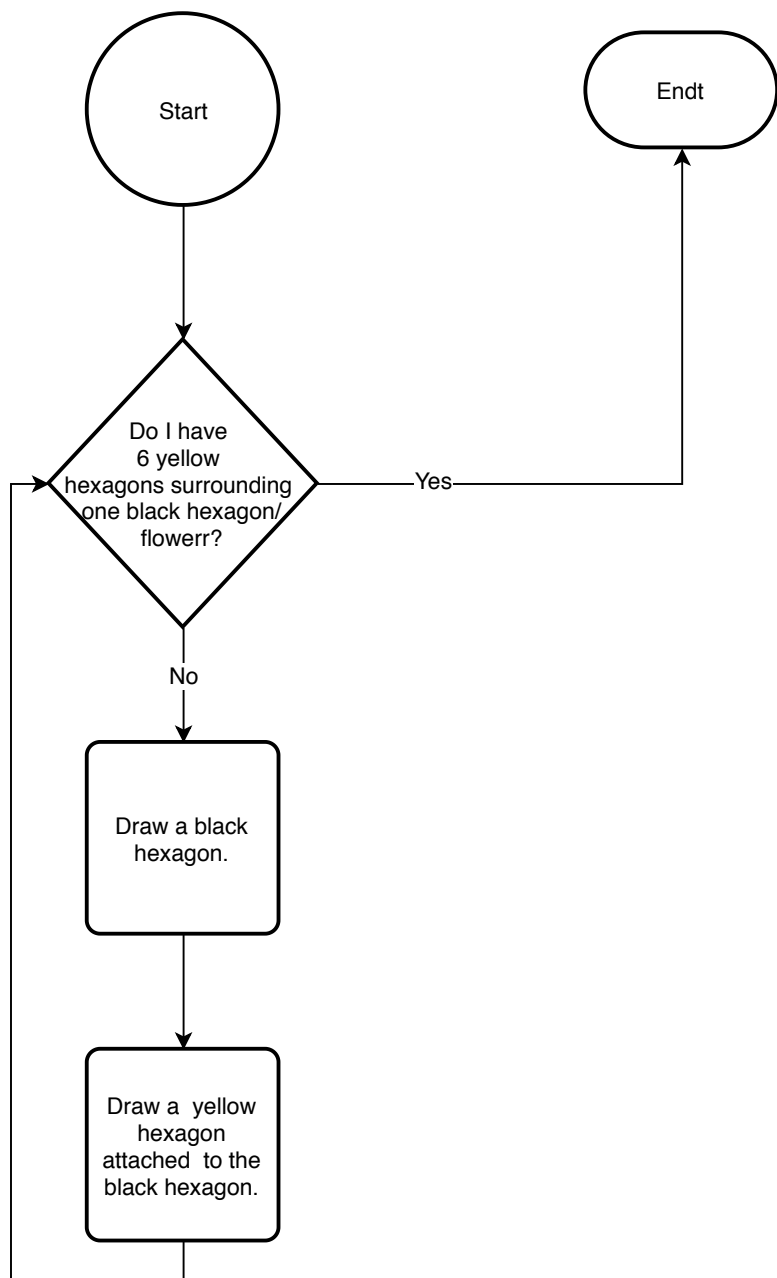 Start
Endt
Do I have
6 yellow
hexagons surrounding
one black hexagon/
flowerr?
Yes
No
Draw a black
hexagon.
Draw a  yellow
hexagon
attached  to the
black hexagon.